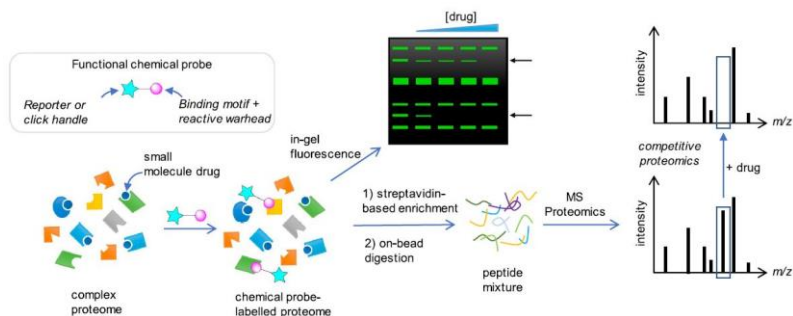 [drug]
Functional chemical probe
Reporter or
click handle
Binding motif +
reactive warhead
small
molecule drug
in-gel
fluorescence
complex
proteome
chemical probe-
labelled proteome
1) streptavidin-
based enrichment
2) on-bead
digestion
peptide
mixture
MS
Proteomics
intensity
m/z
competitive
proteomics
+ drug
intensity
m/z